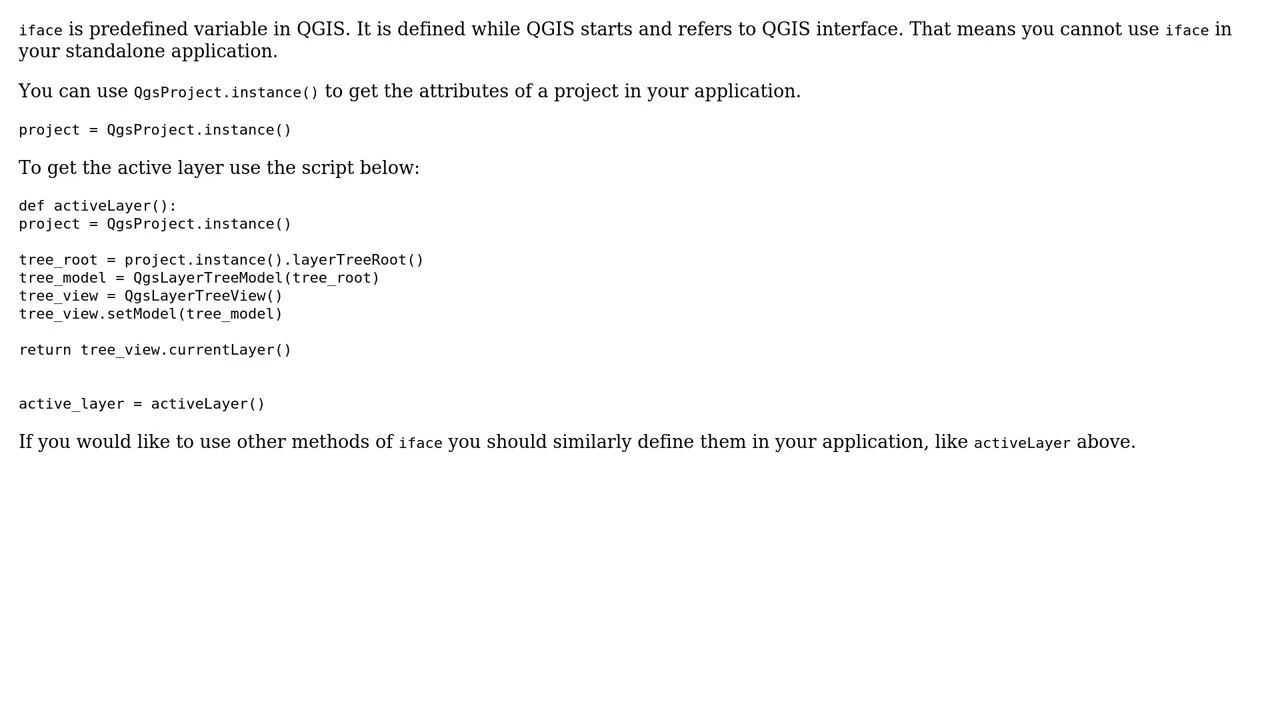 iface is predefined variable in QGIS. It is defined while QGIS starts and refers to QGIS interface. That means you cannot use iface in
your standalone application.
You can use QgsProject.instance() to get the attributes of a project in your application.
project = QgsProject.instance()
To get the active layer use the script below:
def activeLayer():
project = QgsProject.instance()
tree_root = project.instance().layerTreeRoot()
tree_model = QgsLayerTreeModel(tree_root)
tree_view = QgsLayerTreeView()
tree_view.setModel(tree_model)
return tree_view.currentLayer()
active_layer = activeLayer()
If you would like to use other methods of iface you should similarly define them in your application, like activeLayer above.